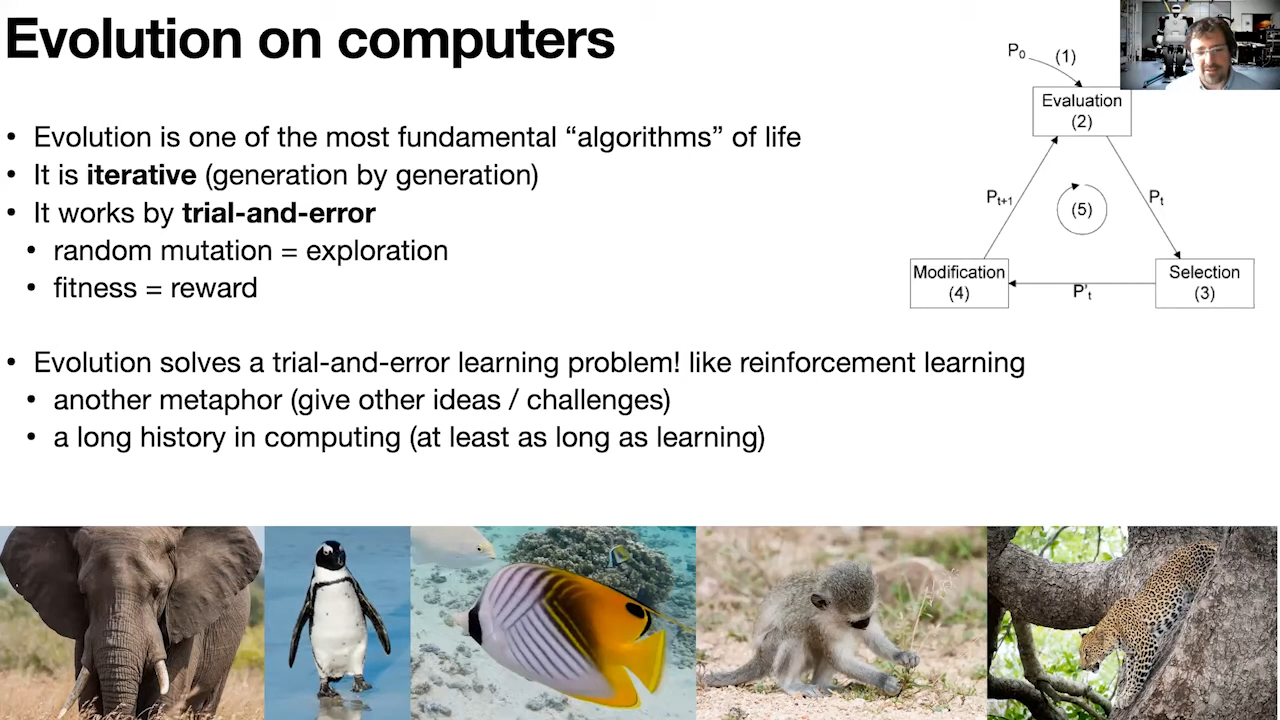 Evolution on computers
• Evolution is one of the most fundamental “algorithms” of life
• It is iterative (generation by generation)
• It works by trial-and-error
• random mutation = exploration
• fitness = reward
• Evolution solves a trial-and-error learning problem! like reinforcement learning
• another metaphor (give other ideas / challenges)
• a long history in computing (at least as long as learning)
P0 (1)
Evaluation
(2)
Pt+1
(5)
Pt
Modification
(4)
P't
Selection
(3)